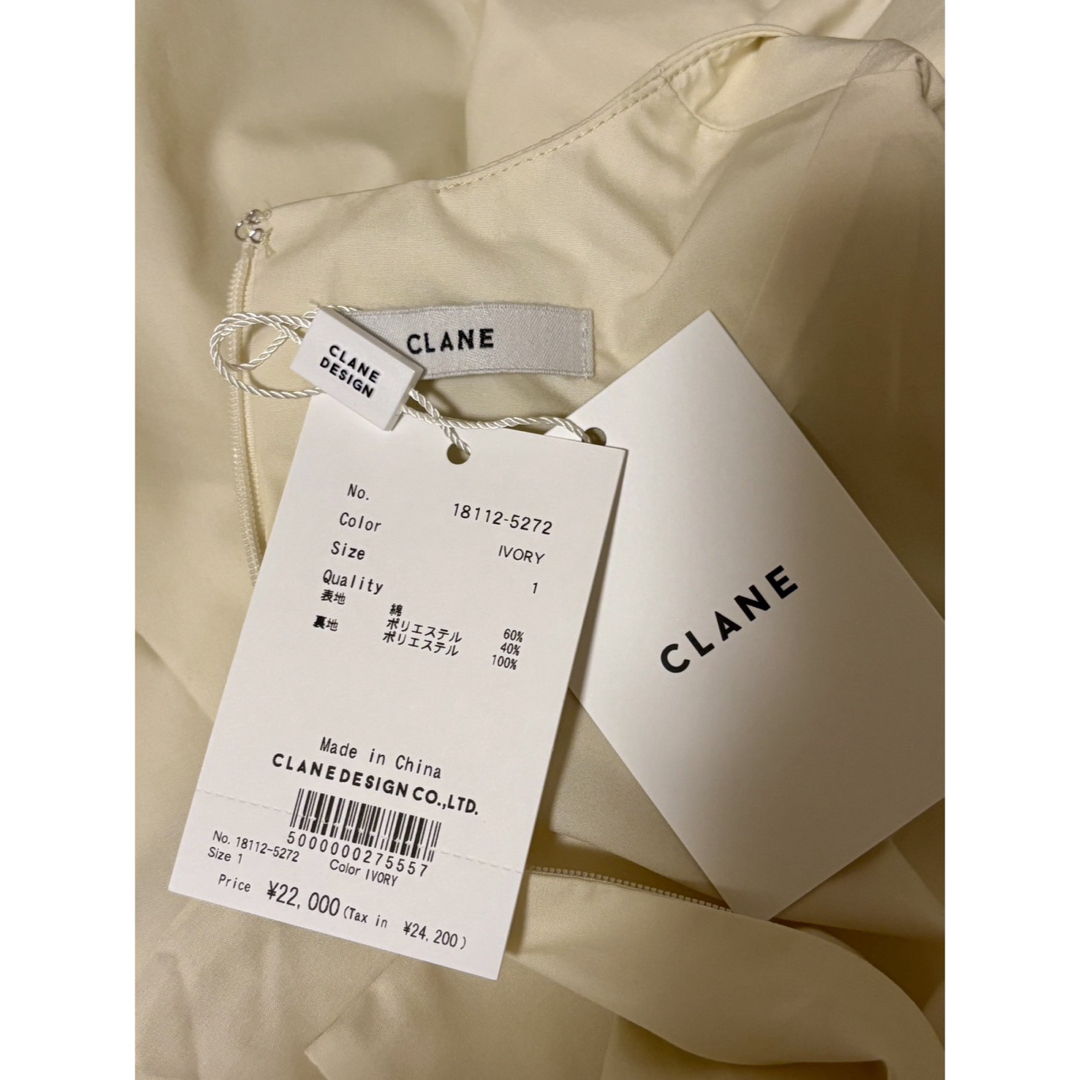 CLANE
CLANE
DESIGN
No. 18112-5272
Color IVORY
Size 1
Quality
表地 綿 60%
ポリエステル 40%
裏地 ポリエステル 100%
Made in China
CLANE DESIGN CO.,LTD.
5000000275557
No. 18112-5272
Size 1 Color IVORY
Price ¥22,000 (Tax in ¥24,200)
CLANE